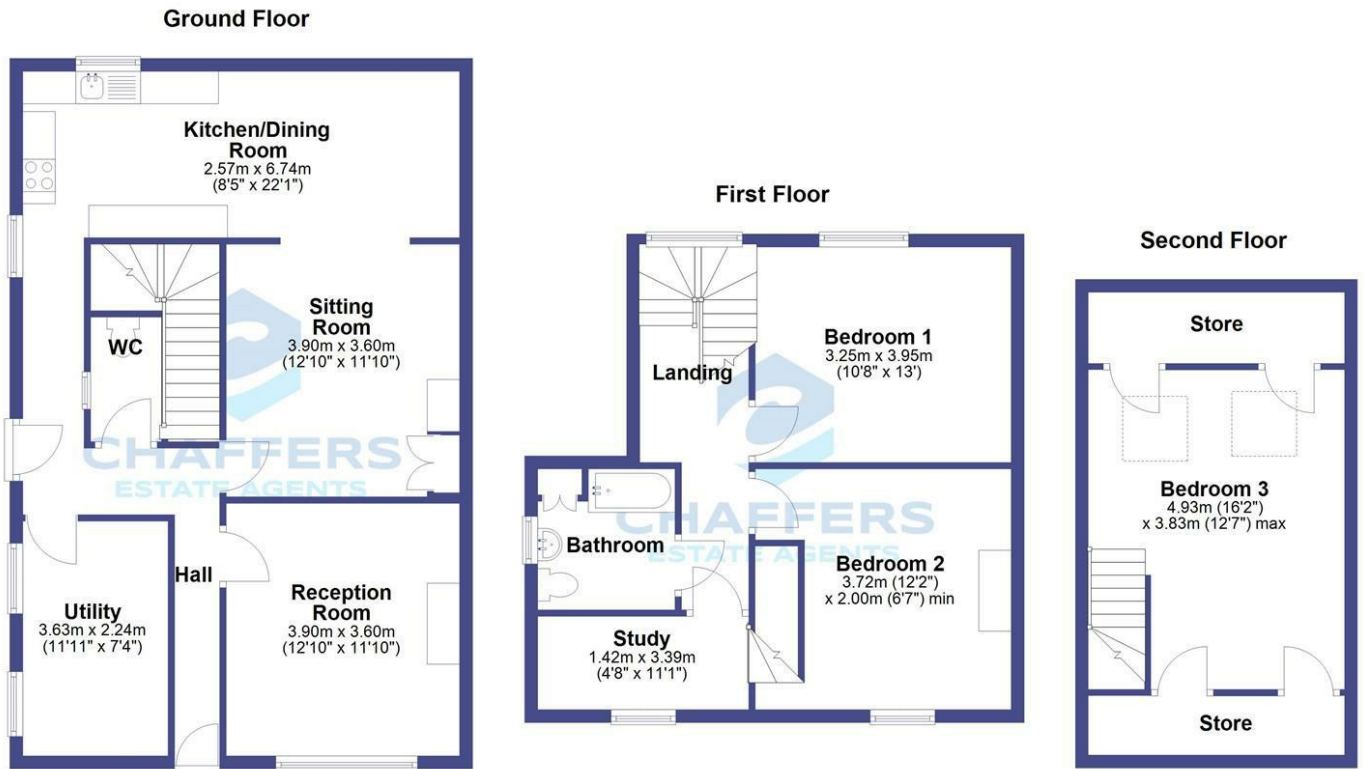 Ground Floor
Kitchen/Dining
Room
2.57m x 6.74m
(8'5" x 22'1")
Sitting
Room
3.90m x 3.60m
(12'10" x 11'10")
WC
CHAFFERS
ESTATE AGENTS
Hall
Utility
3.63m x 2.24m
(11'11" x 7'4")
Reception
Room
3.90m x 3.60m
(12'10" x 11'10")
First Floor
Bedroom 1
3.25m x 3.95m
(10'8" x 13')
Landing
CHAFFERS
ESTATE AGENTS
Bathroom
Bedroom 2
3.72m (12'2")
x 2.00m (6'7") min
Study
1.42m x 3.39m
(4'8" x 11'1")
Second Floor
Store
Bedroom 3
4.93m (16'2")
x 3.83m (12'7") max
Store